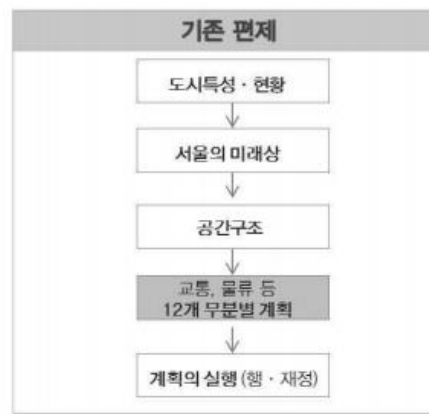 기존 편제
도시특성 · 현황
서울의 미래상
공간구조
교통, 물류 등
12개 무분별 계획
계획의 실행 (행 · 재정)